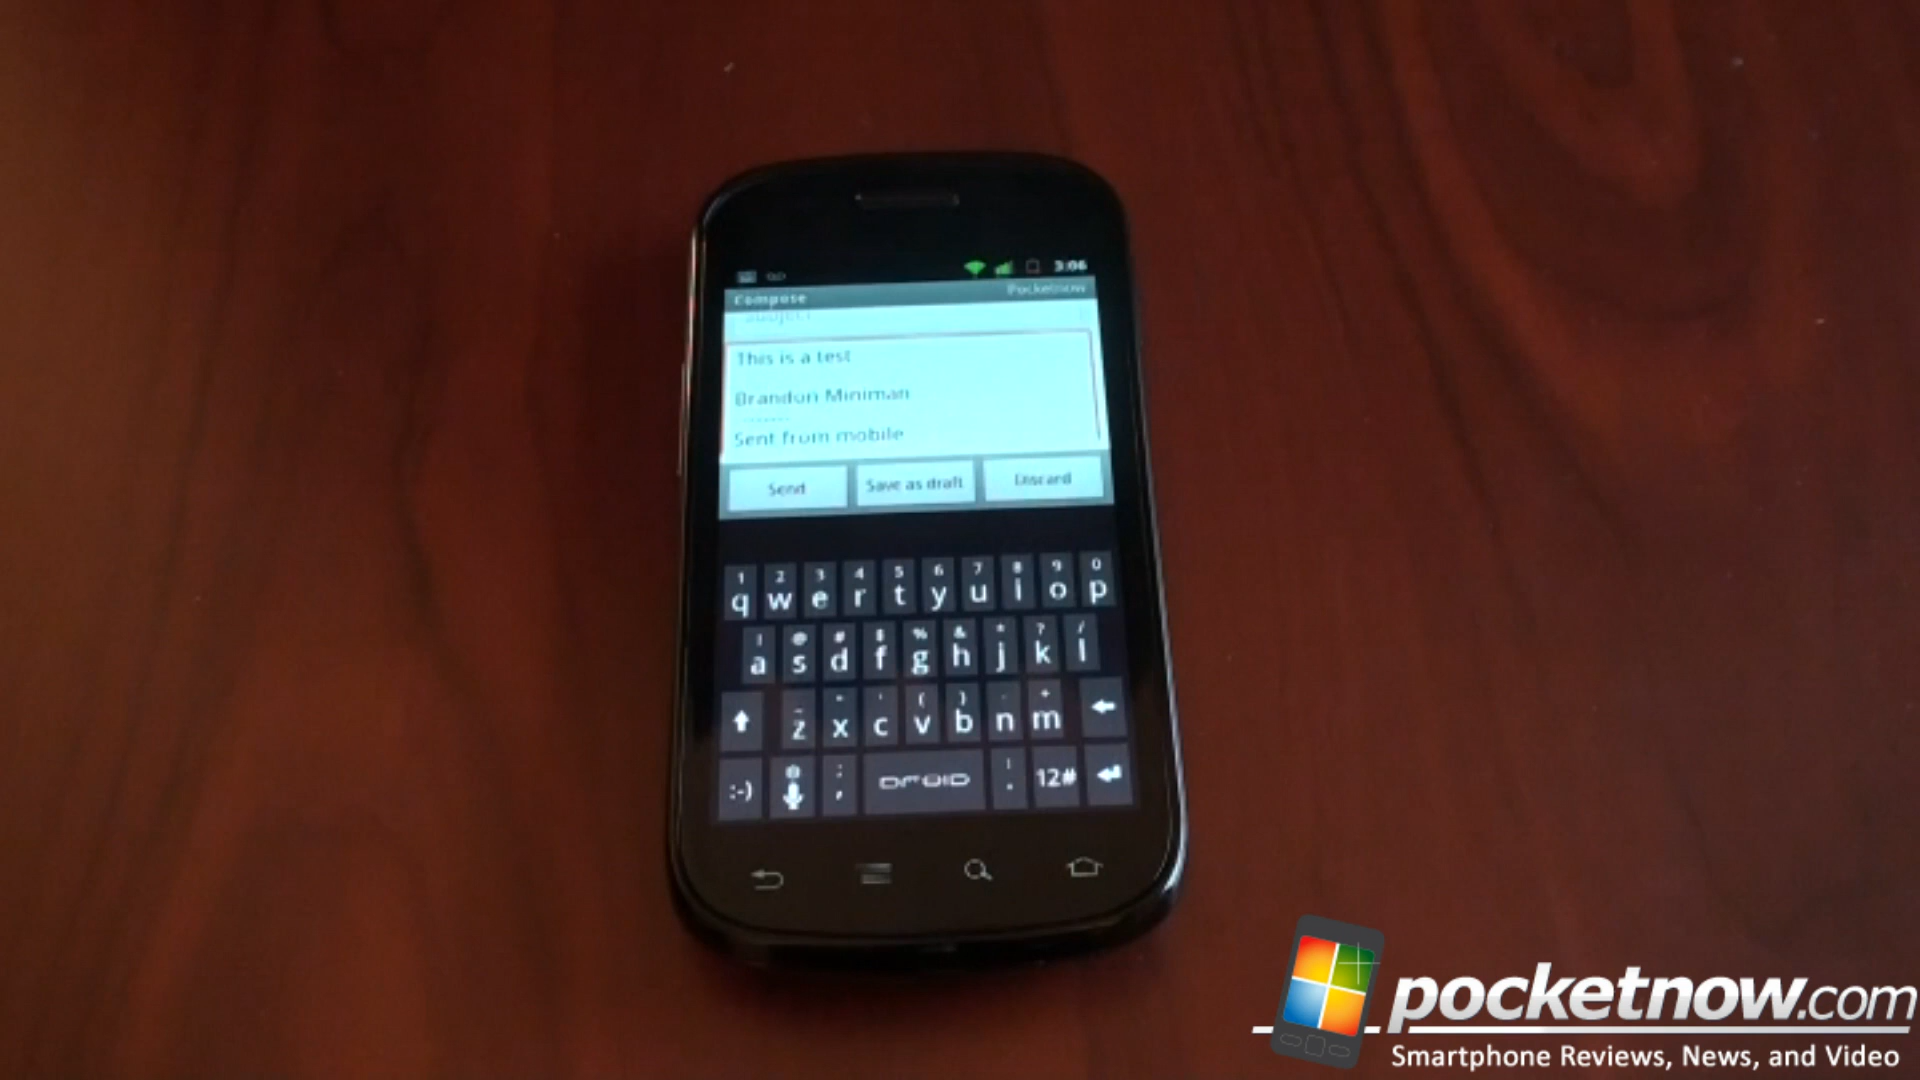 3:06
Compose Pocketnow
Subject
This is a test
Brandon Miniman
Sent from mobile
Send Save as draft Discard
1 2 3 4 5 6 7 8 9 0
q w e r t y u i o p
! @ # $ % & * ? /
a s d f g h j k l
z x c v b n m
:-) , DROID . 12#
pocketnow.com
Smartphone Reviews, News, and Video